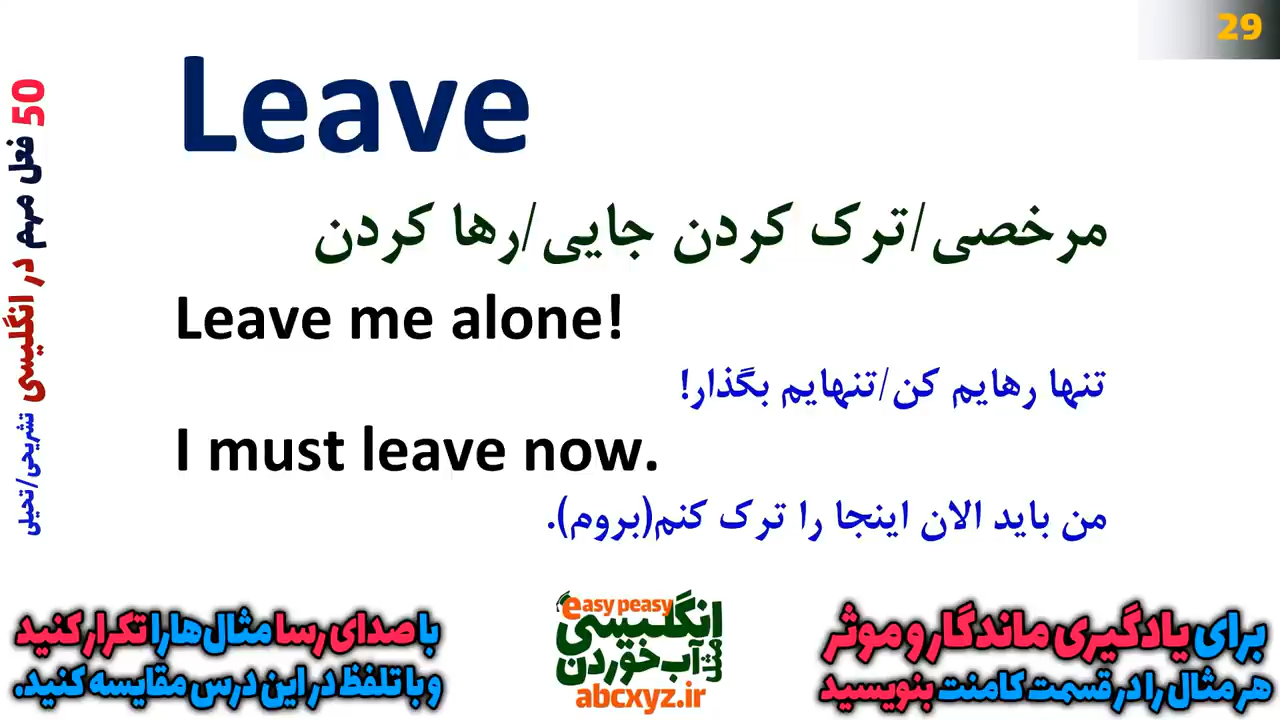 29
Leave
مرخصی/ترک کردن جایی/رها کردن
Leave me alone!
تنها رهایم کن/تنهایم بگذار!
I must leave now.
من باید الان اینجا را ترک کنم(بروم).
50 فعل مهم در انگلیسی تشریحی/تحیلی
برای یادگیری ماندگار و موثر
هر مثال را در قسمت کامنت بنویسید
easy peasy
انگلیسی
مثل آب خوردن
abcxyz.ir
با صدای رسا مثال‌ها را تکرار کنید
و با تلفظ در این درس مقایسه کنید.